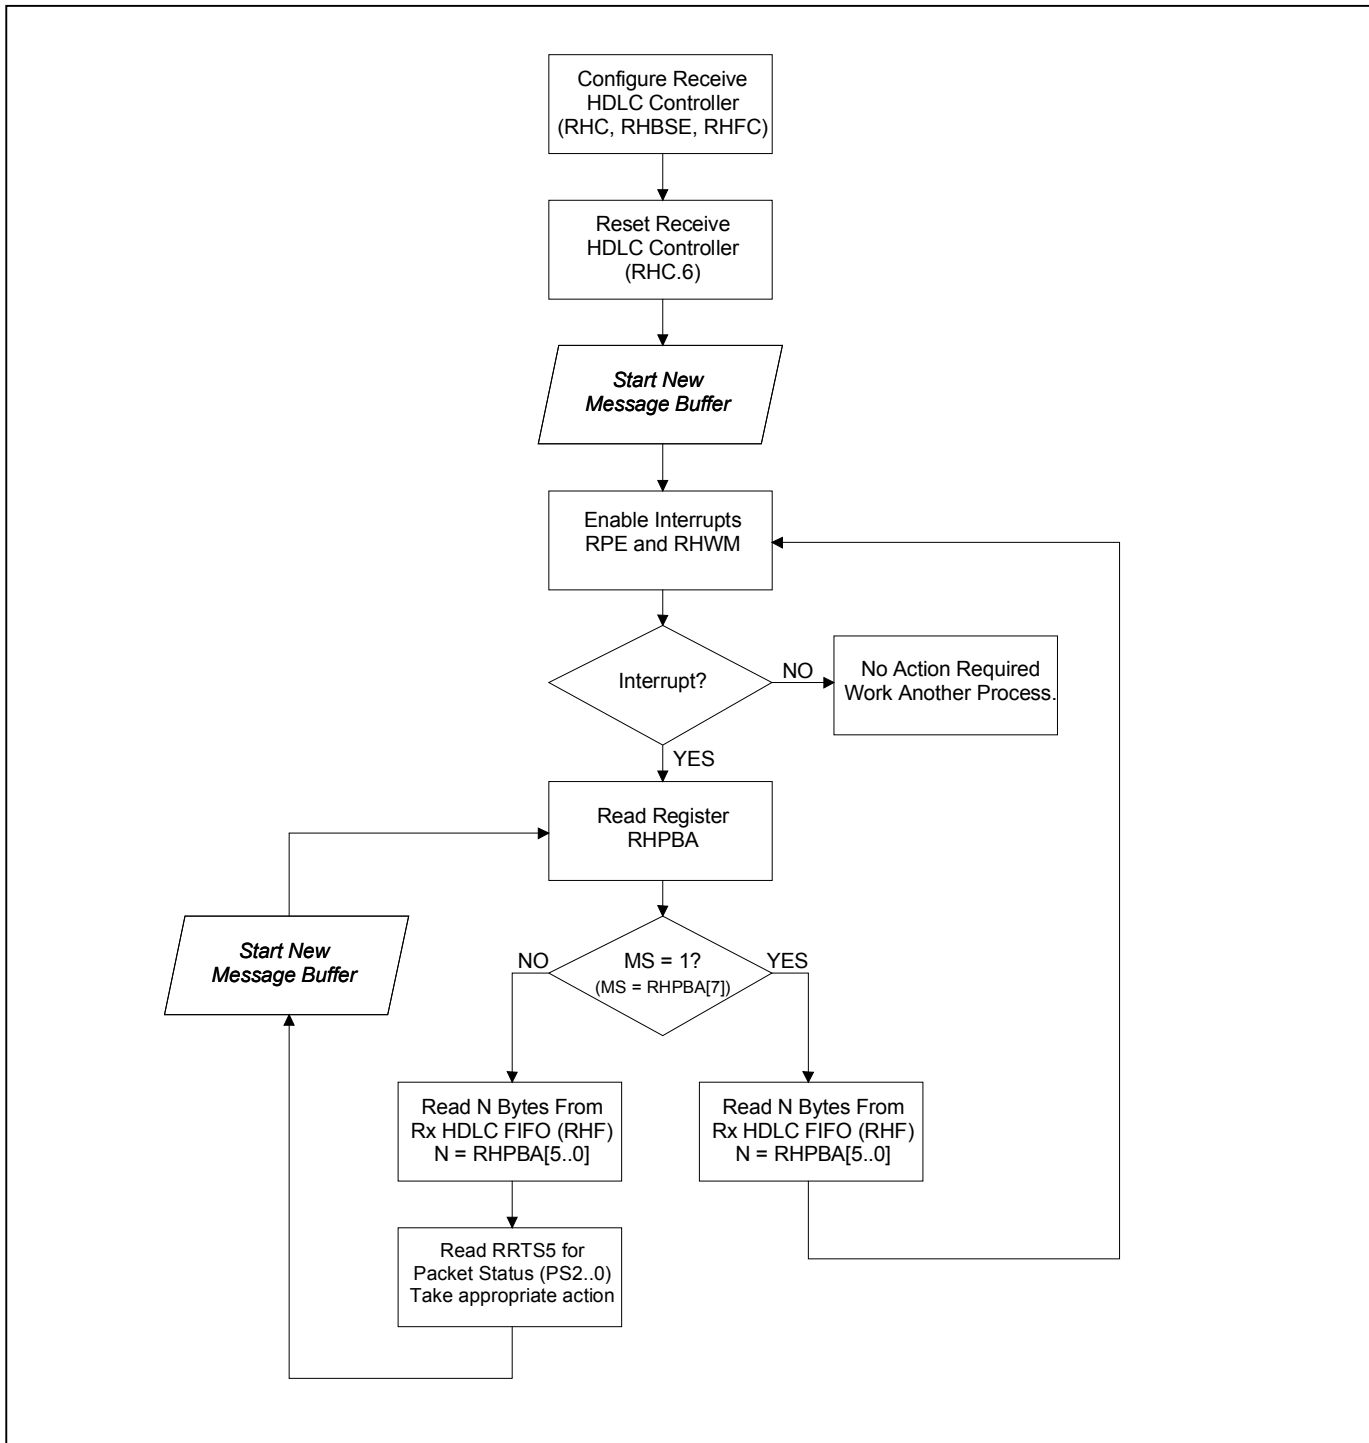 Configure Receive
HDLC Controller
(RHC, RHBSE, RHFC)
Reset Receive
HDLC Controller
(RHC.6)
Start New
Message Buffer
Enable Interrupts
RPE and RHWM
Interrupt?
NO
No Action Required
Work Another Process.
YES
Read Register
RHPBA
Start New
Message Buffer
NO
MS = 1?
(MS = RHPBA[7])
YES
Read N Bytes From
Rx HDLC FIFO (RHF)
N = RHPBA[5..0]
Read N Bytes From
Rx HDLC FIFO (RHF)
N = RHPBA[5..0]
Read RRTS5 for
Packet Status (PS2..0)
Take appropriate action